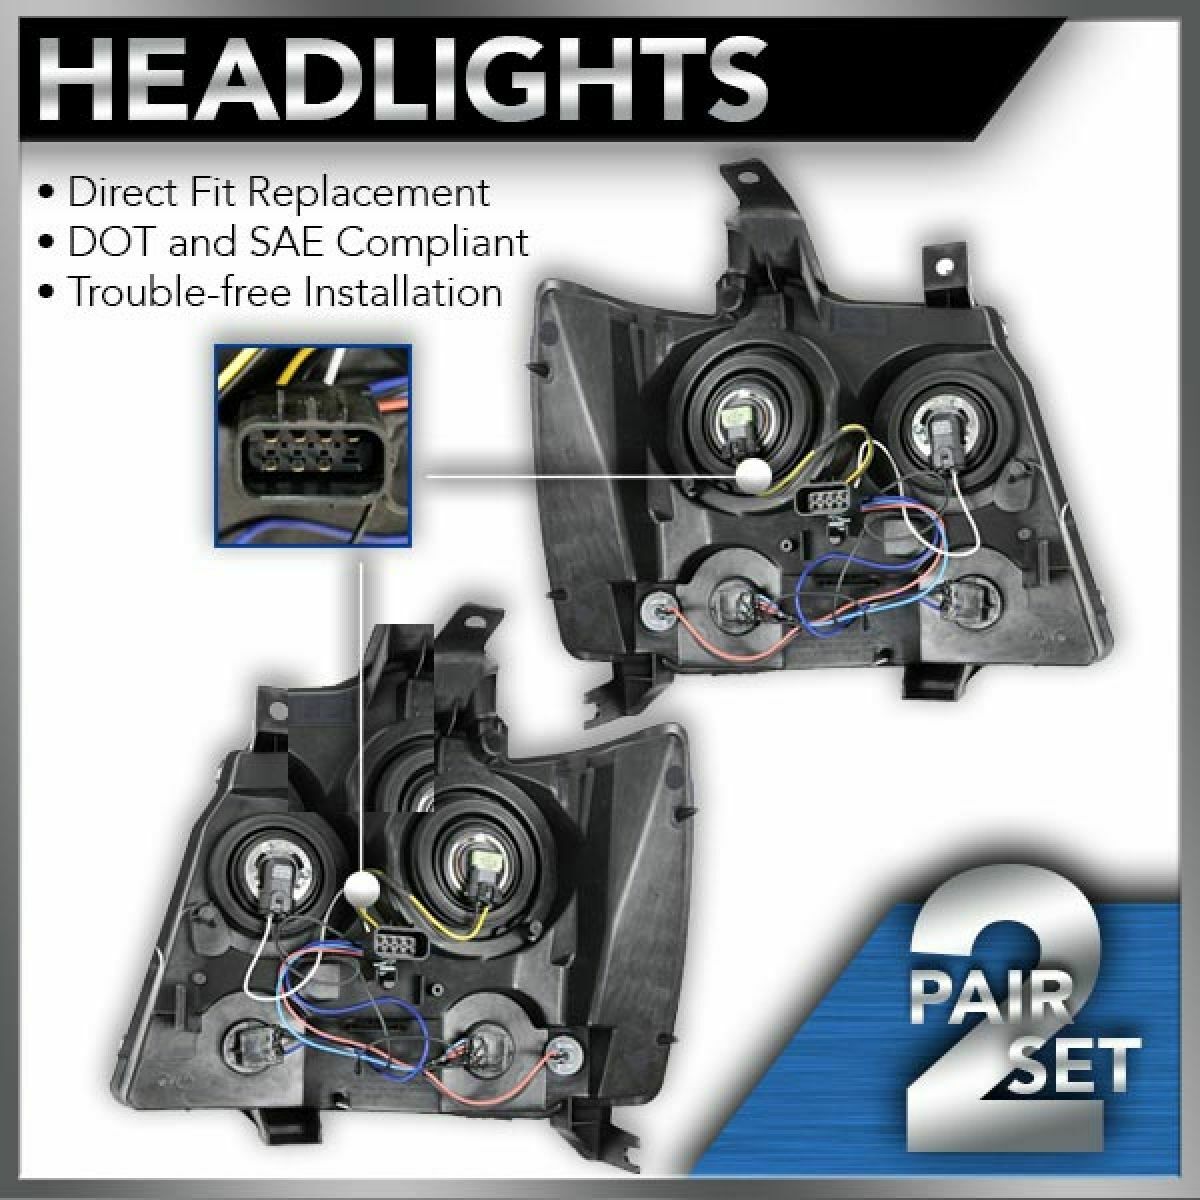 HEADLIGHTS
• Direct Fit Replacement
• DOT and SAE Compliant
• Trouble-free Installation
2
PAIR
SET